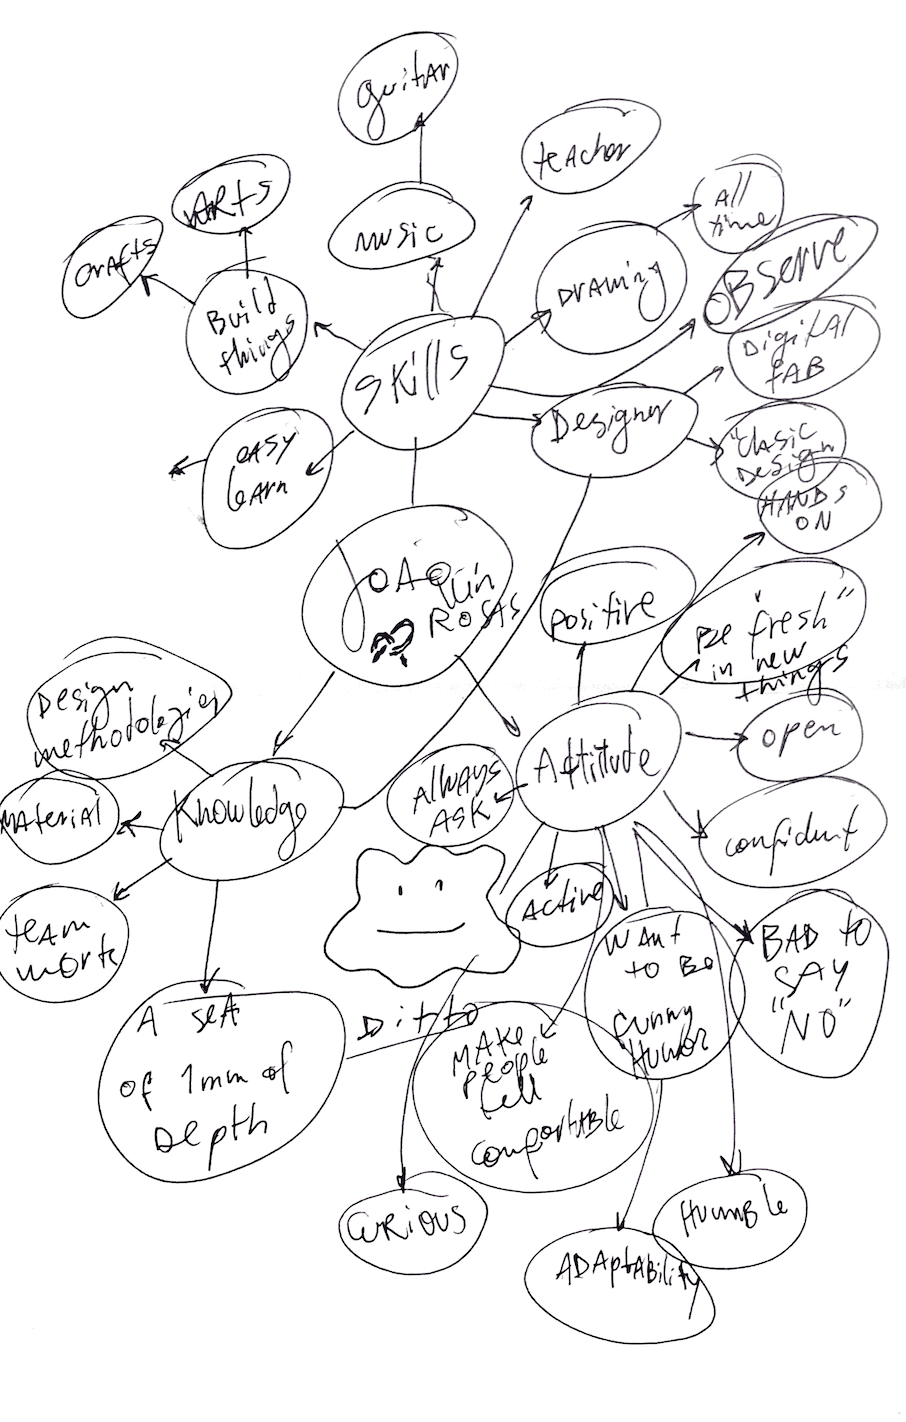 guitar
teacher
ARts
All
time
music
crafts
Drawing
OBserve
Build
things
Digital
fAB
skills
Designer
"Clasic
Design
easy
learn
HANDS
ON
JOAQuin
ROSAS
positive
Be "fresh"
in new
things
Design
methodologies
open
Attitude
Always
ASK
Knowledge
Material
confident
Active
team
work
WAnt
to Be
funny
Humor
BAD to
SAY
"NO"
A seA
of 1mm of
Depth
Ditto
MAKe
people
fell
comfortABle
curious
Humble
ADAptABility